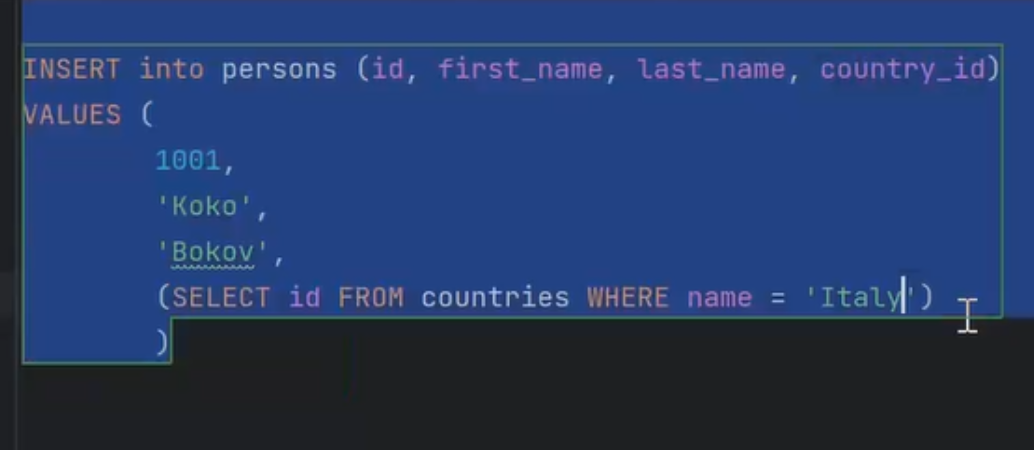 INSERT into persons (id, first_name, last_name, country_id)
VALUES (
1001,
'Koko',
'Bokov',
(SELECT id FROM countries WHERE name = 'Italy')
)